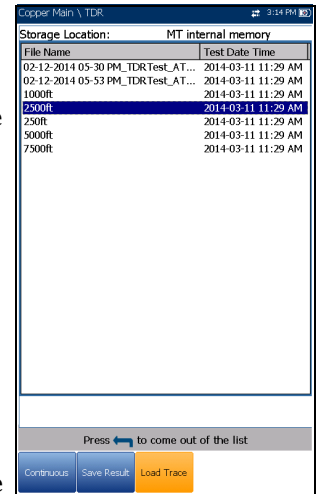 Copper Main \ TDR 3:14 PM
Storage Location: MT internal memory
File Name Test Date Time
02-12-2014 05-30 PM_TDRTest_AT... 2014-03-11 11:29 AM
02-12-2014 05-53 PM_TDRTest_AT... 2014-03-11 11:29 AM
1000ft 2014-03-11 11:29 AM
2500ft 2014-03-11 11:29 AM
250ft 2014-03-11 11:29 AM
5000ft 2014-03-11 11:29 AM
7500ft 2014-03-11 11:29 AM
Press to come out of the list
Continuous Save Result Load Trace